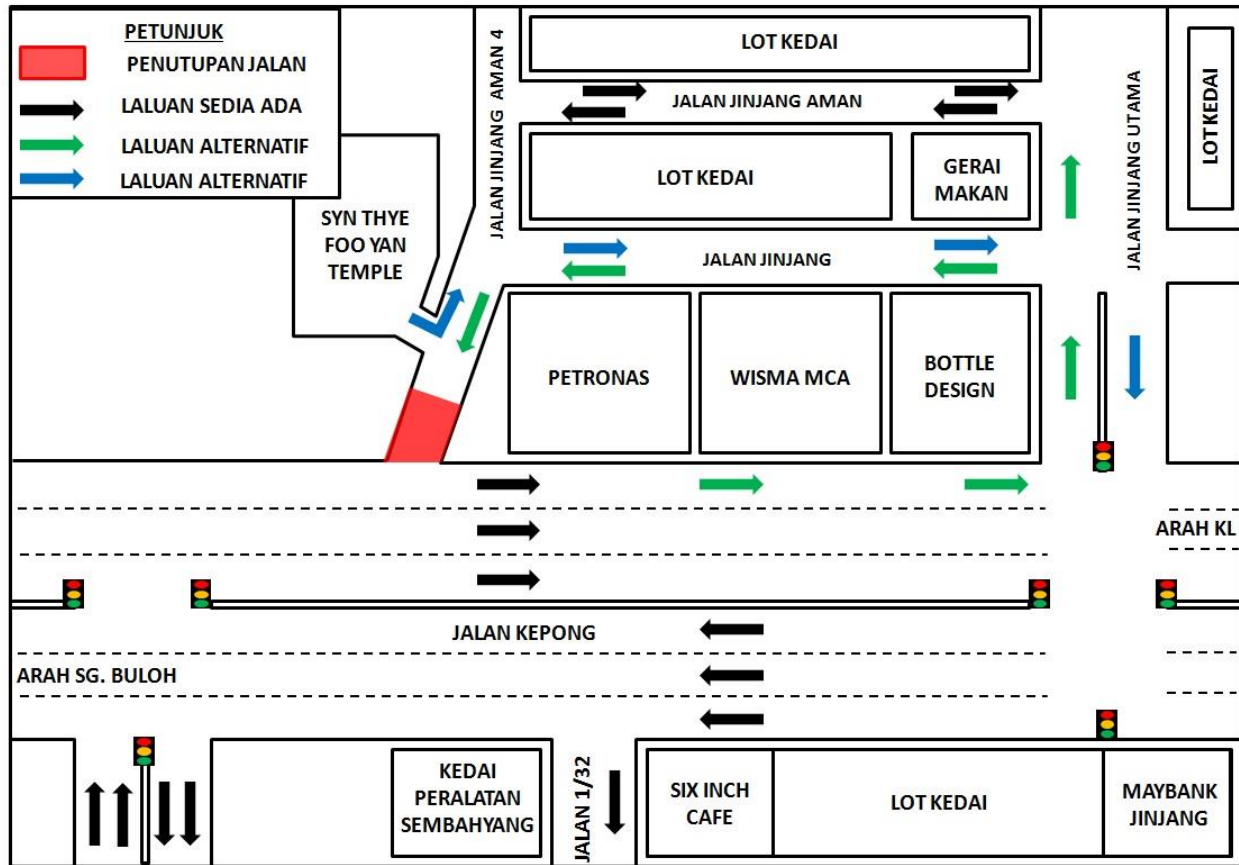 PETUNJUK
PENUTUPAN JALAN
LALUAN SEDIA ADA
LALUAN ALTERNATIF
LALUAN ALTERNATIF
SYN THYE
FOO YAN
TEMPLE
JALAN JINJANG  AMAN 4
LOT KEDAI
JALAN JINJANG AMAN
LOT KEDAI
GERAI
MAKAN
JALAN JINJANG
JALAN JINJANG UTAMA
LOT KEDAI
PETRONAS
WISMA MCA
BOTTLE
DESIGN
ARAH KL
JALAN KEPONG
ARAH SG. BULOH
KEDAI
PERALATAN
SEMBAHYANG
JALAN 1/32
SIX INCH
CAFE
LOT KEDAI
MAYBANK
JINJANG